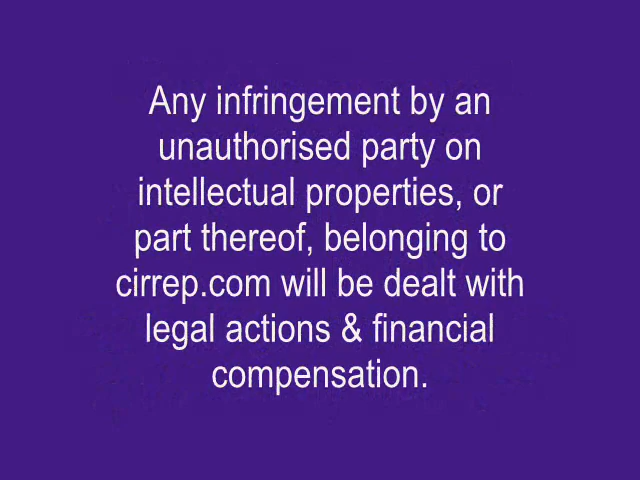 Any infringement by an
unauthorised party on
intellectual properties, or
part thereof, belonging to
cirrep.com will be dealt with
legal actions & financial
compensation.